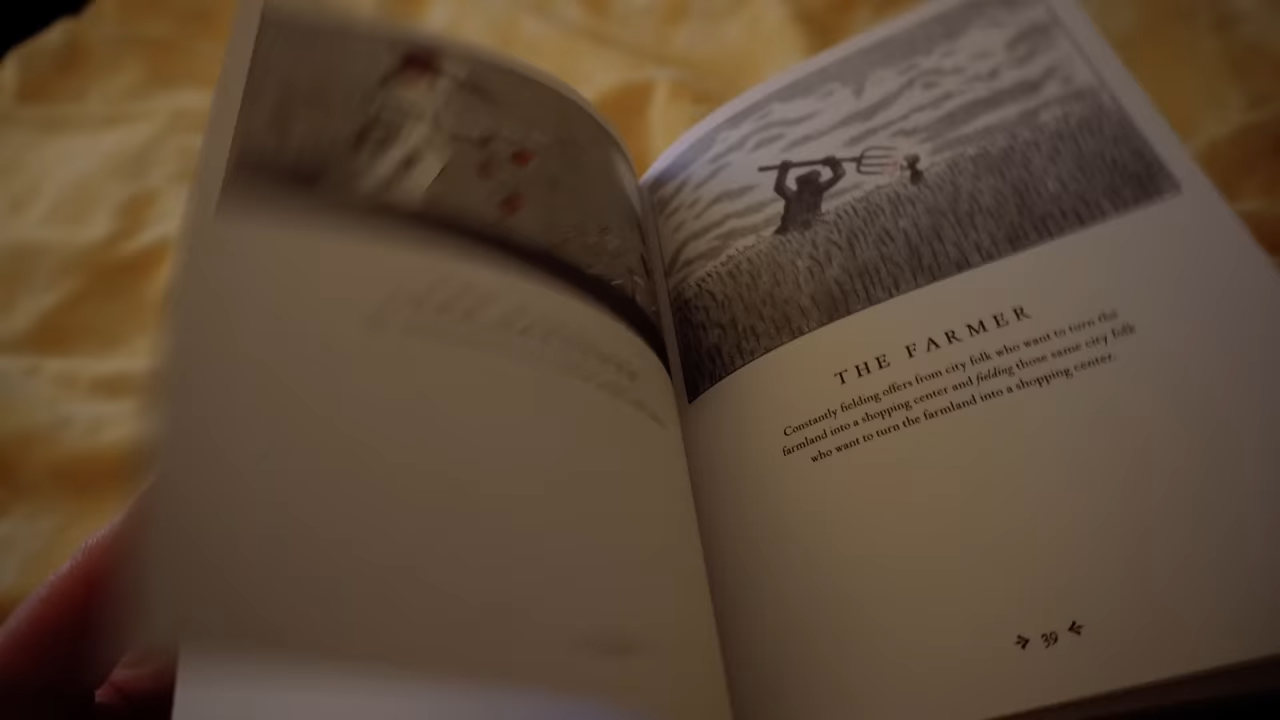 THE FARMER
Constantly fielding offers from city folk who want to turn the
farmland into a shopping center and fielding those same city folk
who want to turn the farmland into a shopping center.
39